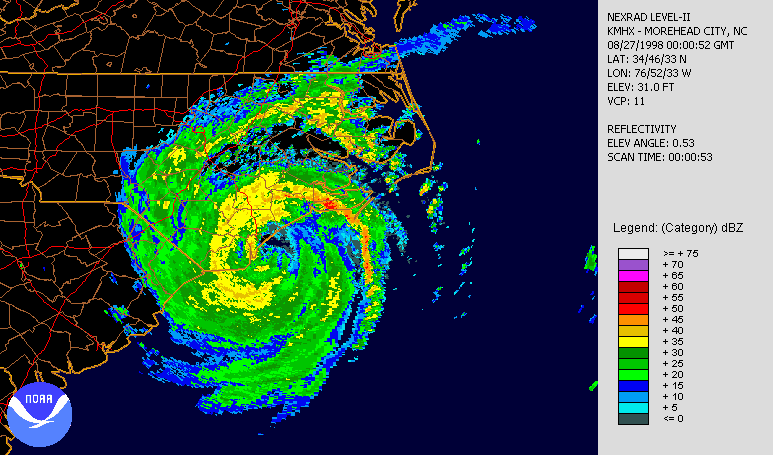 NEXRAD LEVEL-II
KMHX - MOREHEAD CITY, NC
08/27/1998 00:00:52 GMT
LAT: 34/46/33 N
LON: 76/52/33 W
ELEV: 31.0 FT
VCP: 11
REFLECTIVITY
ELEV ANGLE: 0.53
SCAN TIME: 00:00:53
Legend: (Category) dBZ
>= + 75
+ 70
+ 65
+ 60
+ 55
+ 50
+ 45
+ 40
+ 35
+ 30
+ 25
+ 20
+ 15
+ 10
+ 5
<= 0
NOAA